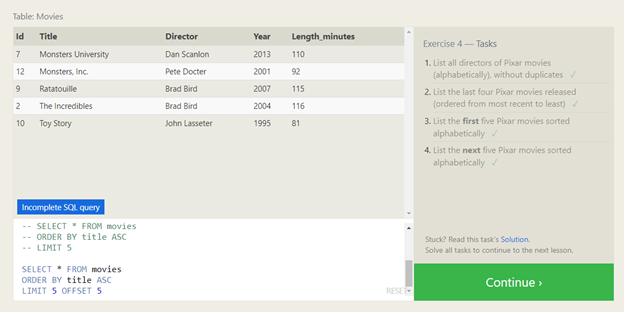 Table: Movies
Id Title Director Year Length_minutes
7 Monsters University Dan Scanlon 2013 110
12 Monsters, Inc. Pete Docter 2001 92
9 Ratatouille Brad Bird 2007 115
2 The Incredibles Brad Bird 2004 116
10 Toy Story John Lasseter 1995 81
Incomplete SQL query
-- SELECT * FROM movies
-- ORDER BY title ASC
-- LIMIT 5
SELECT * FROM movies
ORDER BY title ASC
LIMIT 5 OFFSET 5
RESET
Exercise 4 — Tasks
1. List all directors of Pixar movies
(alphabetically), without duplicates ✓
2. List the last four Pixar movies released
(ordered from most recent to least) ✓
3. List the first five Pixar movies sorted
alphabetically ✓
4. List the next five Pixar movies sorted
alphabetically ✓
Stuck? Read this task's Solution.
Solve all tasks to continue to the next lesson.
Continue ›